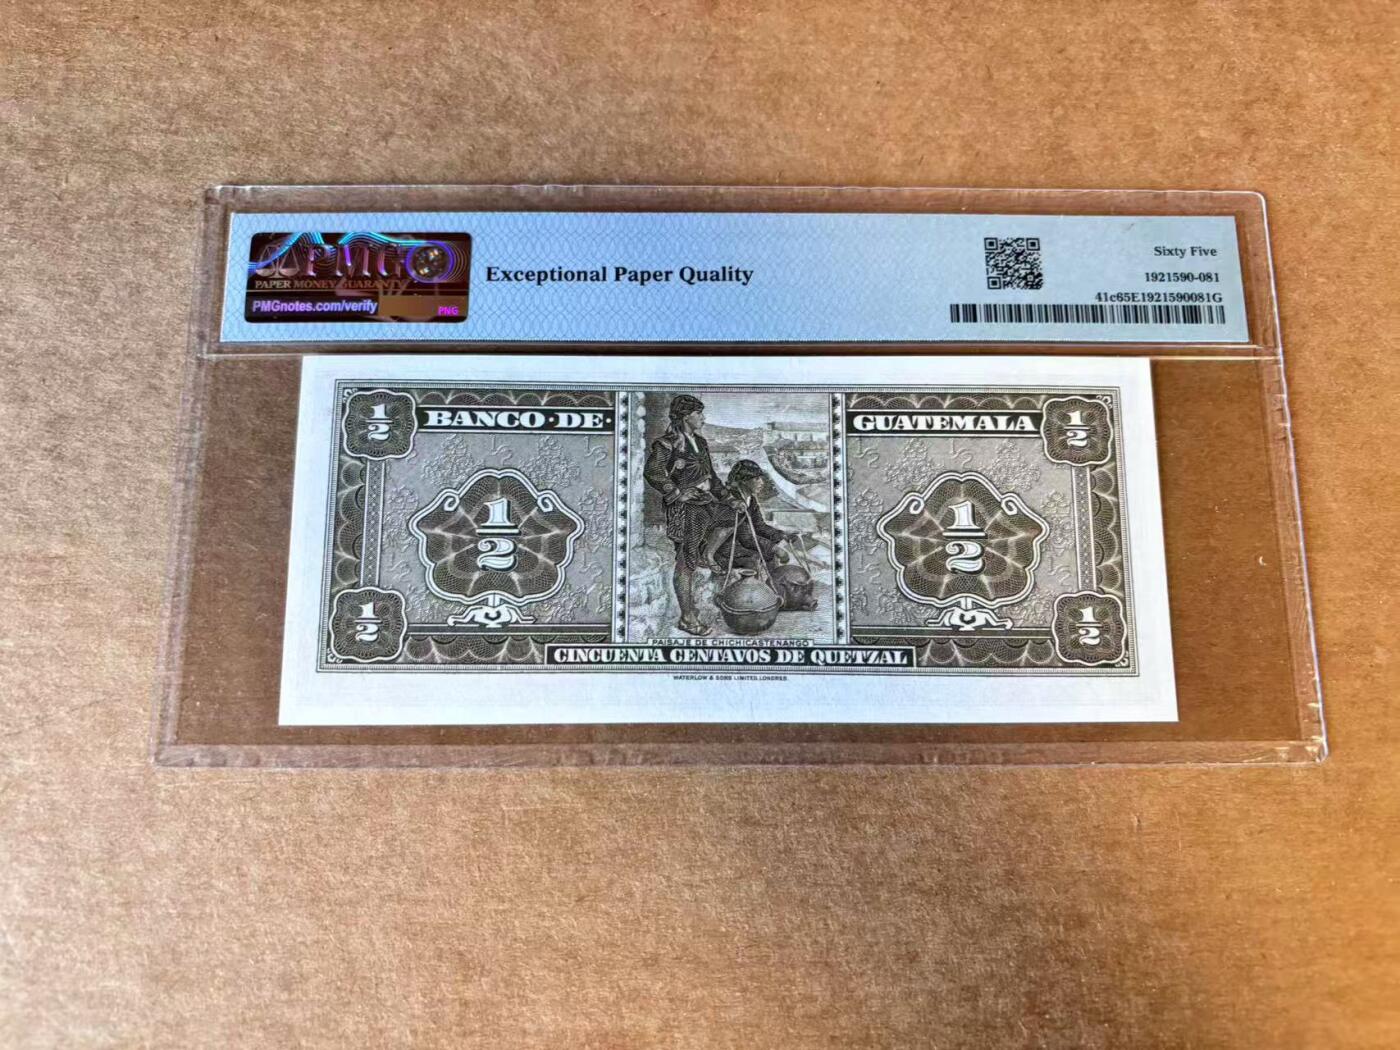 PMG
PAPER MONEY GUARANTY
PMGnotes.com/verify
PNG
Exceptional Paper Quality
Sixty Five
1921590-081
41c65E1921590081G
1/2
BANCO·DE·
GUATEMALA
1/2
1/2
1/2
1/2
1/2
PAISAJE DE CHICHICASTENANGO
CINCUENTA CENTAVOS DE QUETZAL
WATERLOW & SONS LIMITED, LONDRES.